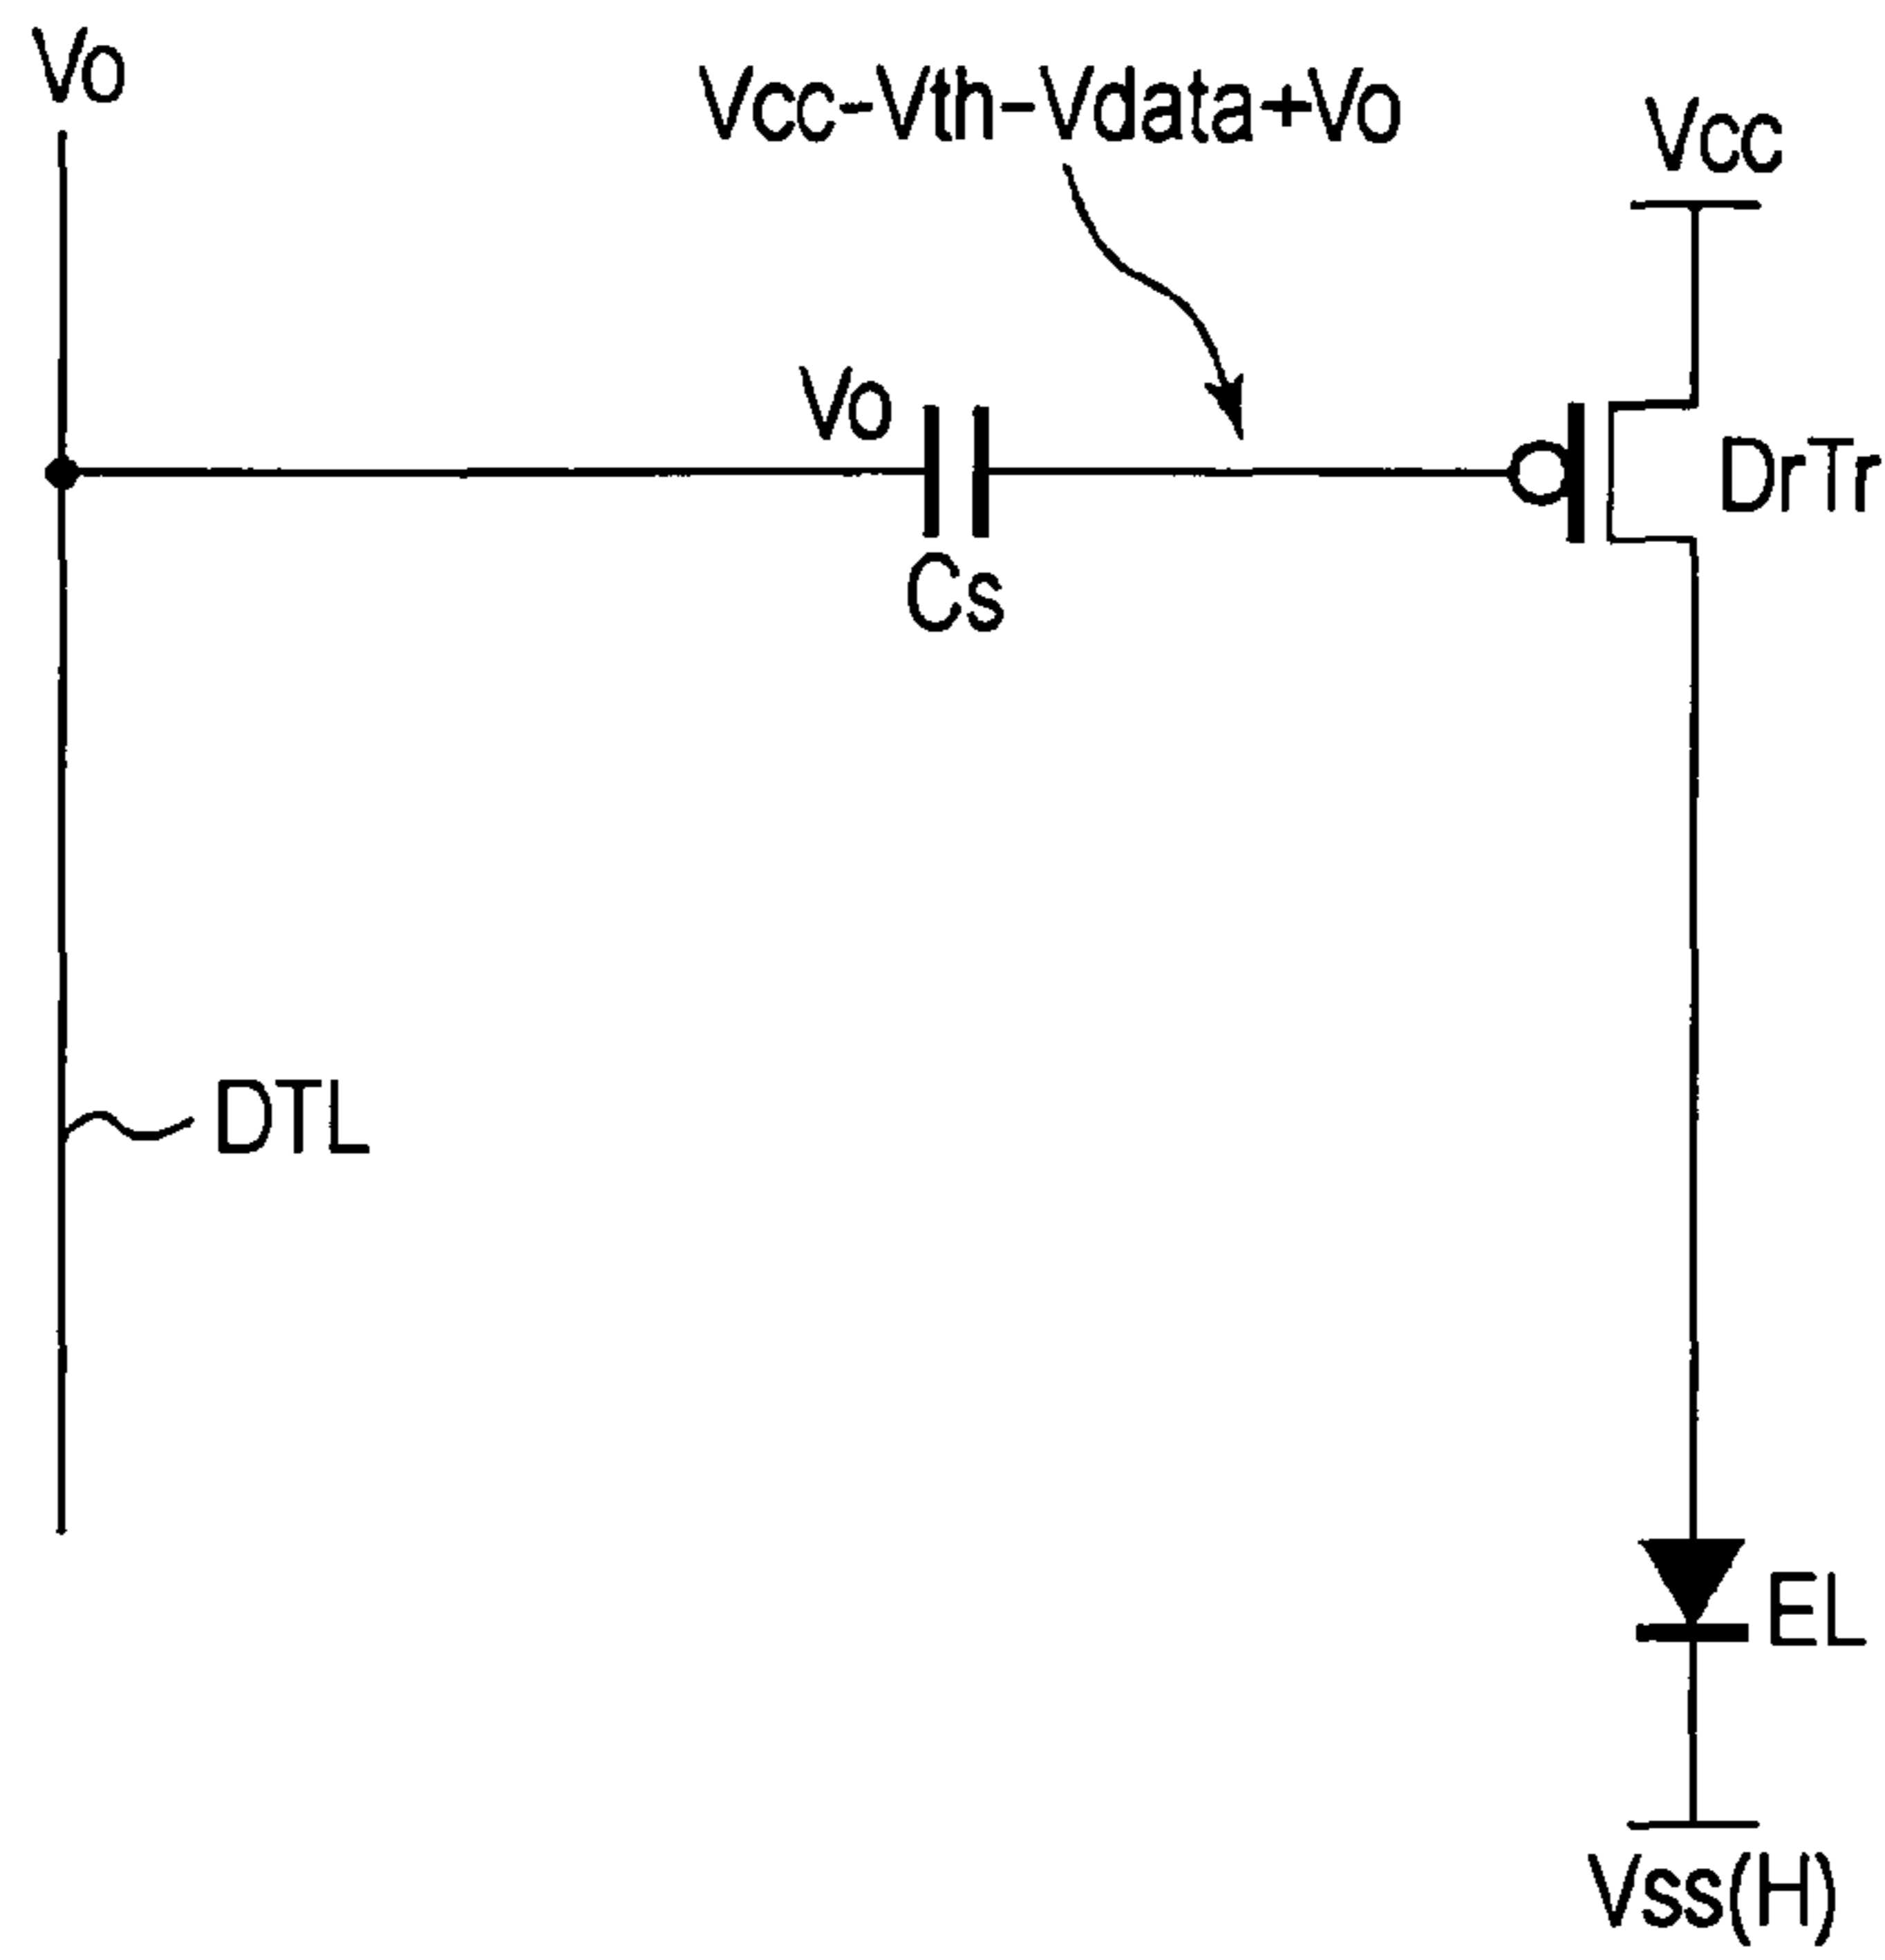 Vo
Vcc-Vth-Vdata+Vo
Vcc
Vo
DrTr
Cs
DTL
EL
Vss(H)